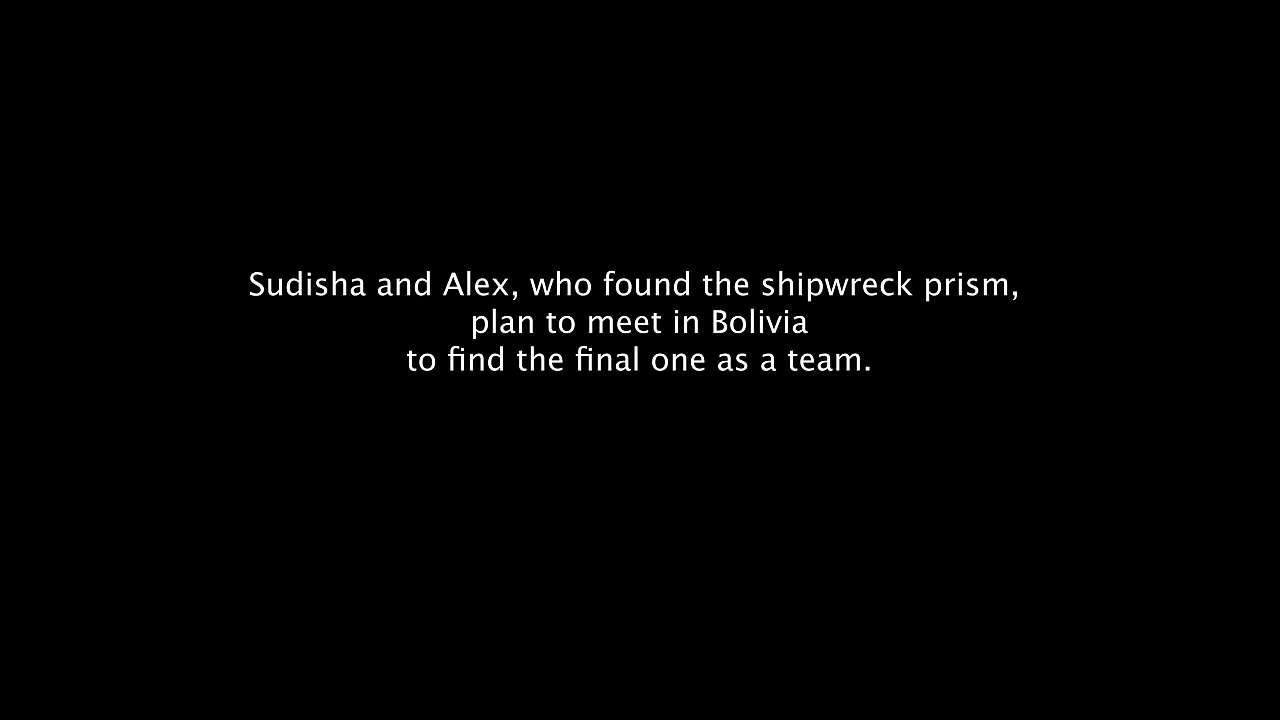 Sudisha and Alex, who found the shipwreck prism,
plan to meet in Bolivia
to find the final one as a team.